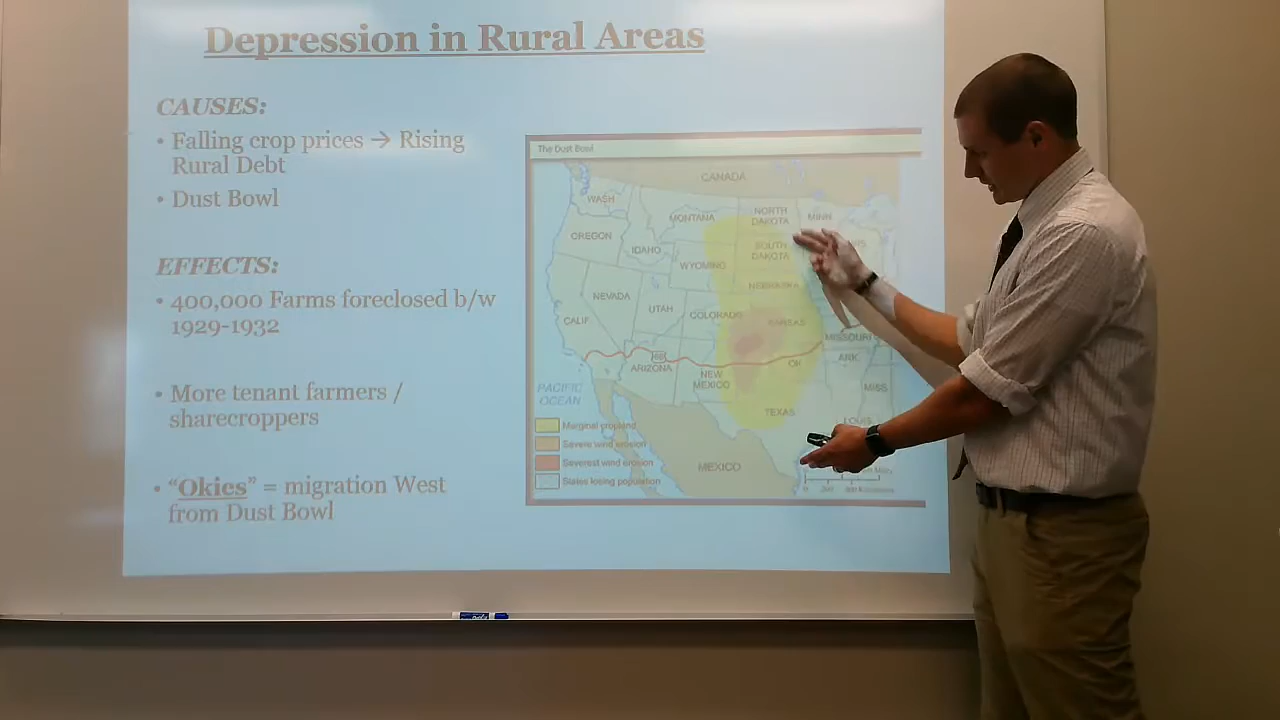 Depression in Rural Areas
CAUSES:
• Falling crop prices → Rising
Rural Debt
• Dust Bowl
EFFECTS:
• 400,000 Farms foreclosed b/w
1929-1932
• More tenant farmers /
sharecroppers
• “Okies” = migration West
from Dust Bowl
The Dust Bowl
CANADA
WASH
MONTANA
NORTH
DAKOTA
MINN
OREGON
IDAHO
SOUTH
DAKOTA
WYOMING
NEBRASKA
NEVADA
UTAH
COLORADO
CALIF
KANSAS
MISSOURI
66
ARIZONA
NEW
MEXICO
OK
ARK
MISS
PACIFIC
OCEAN
TEXAS
LOUIS
Marginal cropland
Severe wind erosion
Severest wind erosion
States losing population
MEXICO